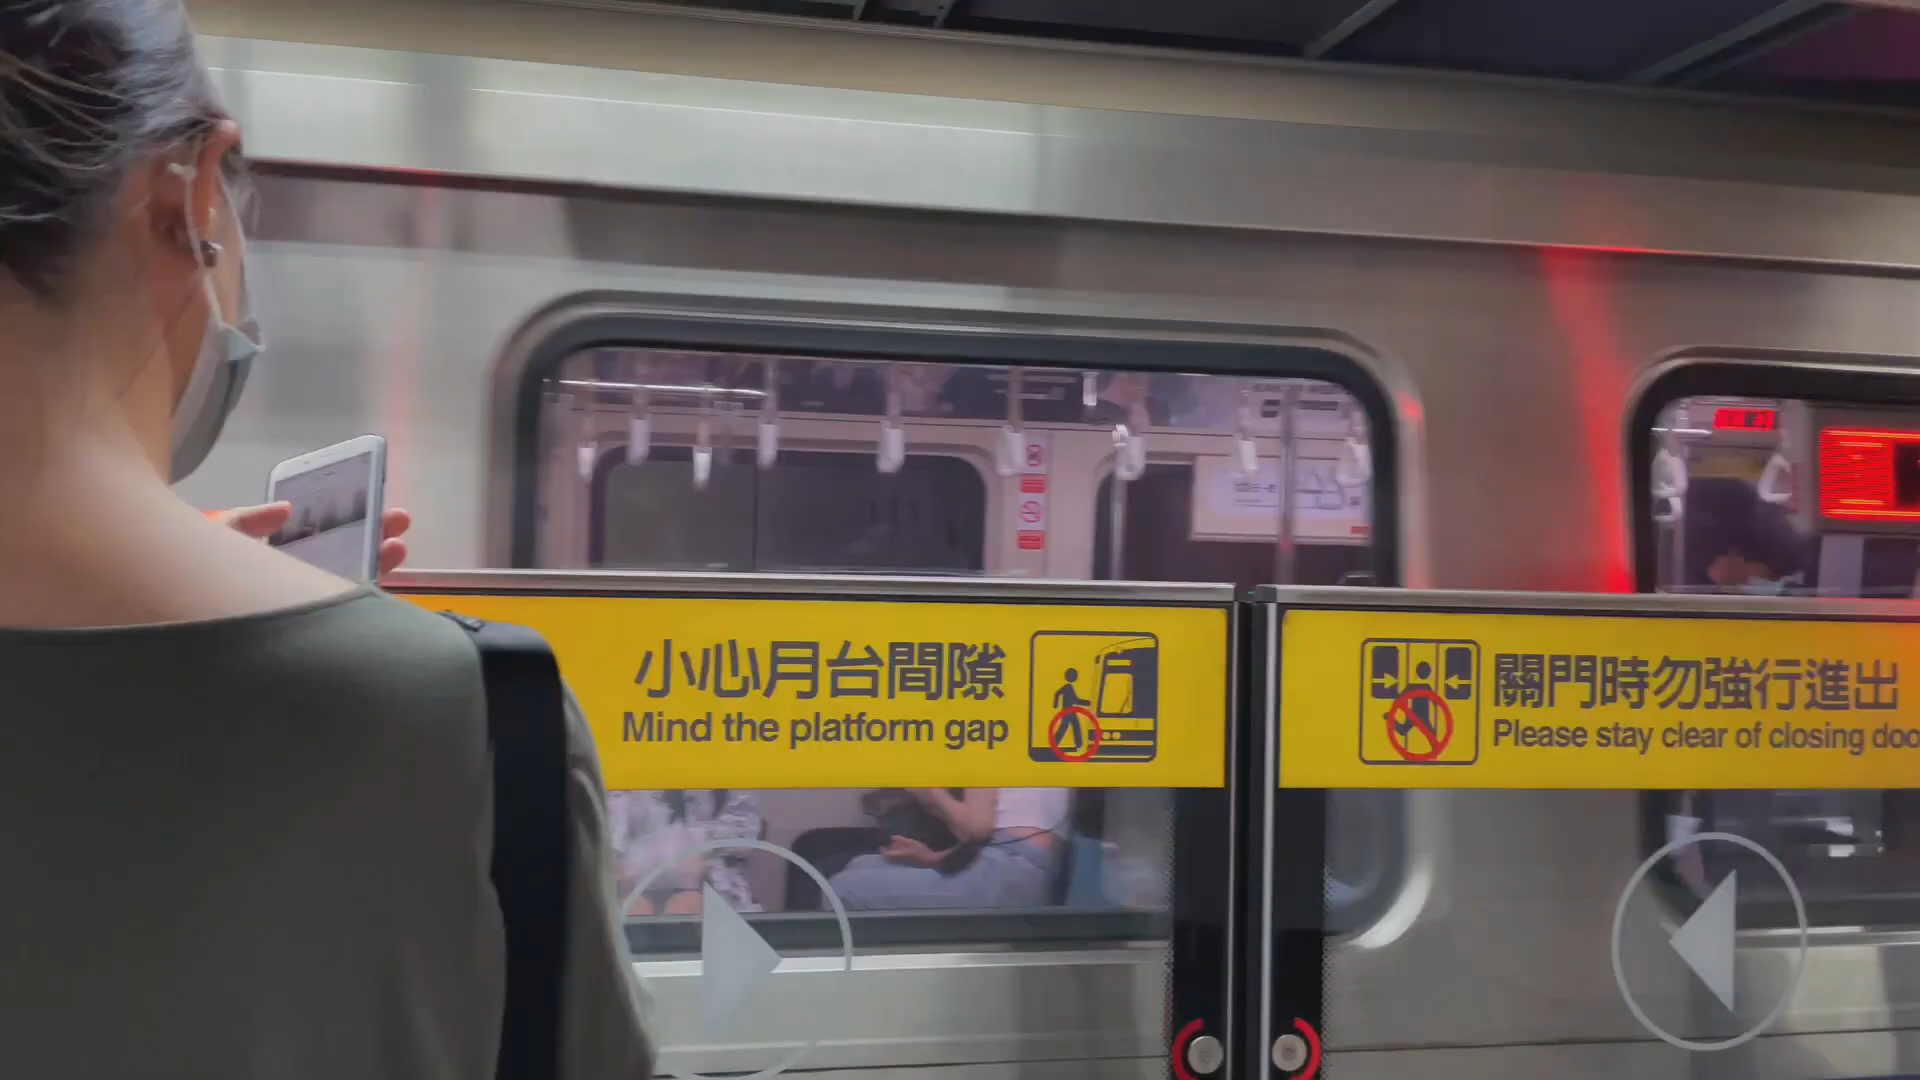 小心月台間隙
Mind the platform gap
關門時勿強行進出
Please stay clear of closing doo